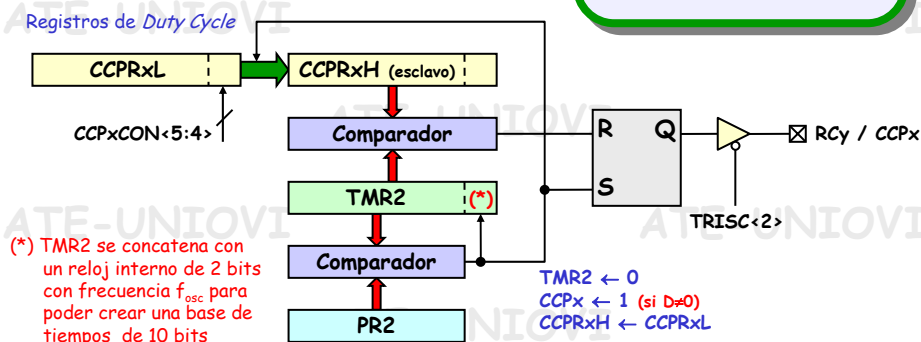 ATE-UNIOVI
Registros de Duty Cycle
CCPRxL
CCPRxH (esclavo)
CCPxCON<5:4>
ATE-UNIOVI
Comparador
R
Q
RCy / CCPx
TMR2
(*)
S
TRISC<2>
ATE-UNIOVI
ATE-UNIOVI
(*) TMR2 se concatena con
un reloj interno de 2 bits
con frecuencia fosc para
poder crear una base de
tiempos de 10 bits
Comparador
PR2
TMR2 ← 0
CCPx ← 1 (si D≠0)
CCPRxH ← CCPRxL